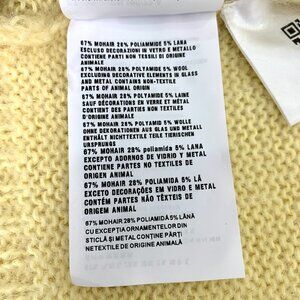 67% MOHAIR 28% POLIAMMIDE 5% LANA
ESCLUSO DECORAZIONI IN VETRO E METALLO
CONTIENE PARTI NON TESSILI DI ORIGINE
ANIMALE
67% MOHAIR 28% POLYAMIDE 5% WOOL
EXCLUDING DECORATIVE ELEMENTS IN GLASS
AND METAL CONTAINS NON-TEXTILE
PARTS OF ANIMAL ORIGIN
67% MOHAIR 28% POLYAMIDE 5% LAINE
SAUF DÉCORATIONS EN VERRE ET MÉTAL
CONTIENT DES PARTIES NON TEXTILES
D'ORIGINE ANIMALE
67% MOHAIR 28% POLYAMID 5% WOLLE
OHNE DEKORATIONEN AUS GLAS UND METALL
ENTHÄLT NICHTTEXTILE TEILE TIERISCHEN
URSPRUNGS
67% MOHAIR 28% poliamida 5% LANA
EXCEPTO ADORNOS DE VIDRIO Y METAL
CONTIENE PARTES NO TEXTILES DE
ORIGEN ANIMAL
67% MOHAIR 28% POLIAMIDA 5% LÃ
EXCETO DECORAÇÕES EM VIDRO E METAL
CONTÉM PARTES NÃO TÊXTEIS DE
ORIGEM ANIMAL
67% MOHAIR 28% POLIAMIDA 5% LÂNA
CU EXCEPȚIA ORNAMENTELOR DIN
STICLĂ ȘI METAL CONȚINE PĂRȚI
NETEXTILE DE ORIGINE ANIMALĂ